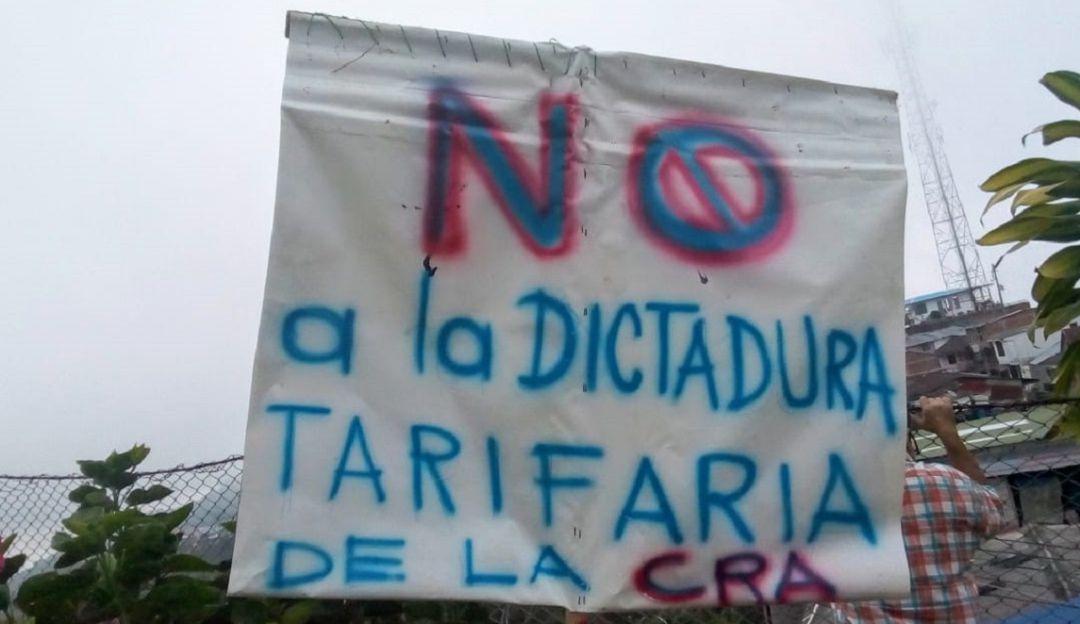 NO
a la DICTADURA
TARIFARIA
DE LA CRA